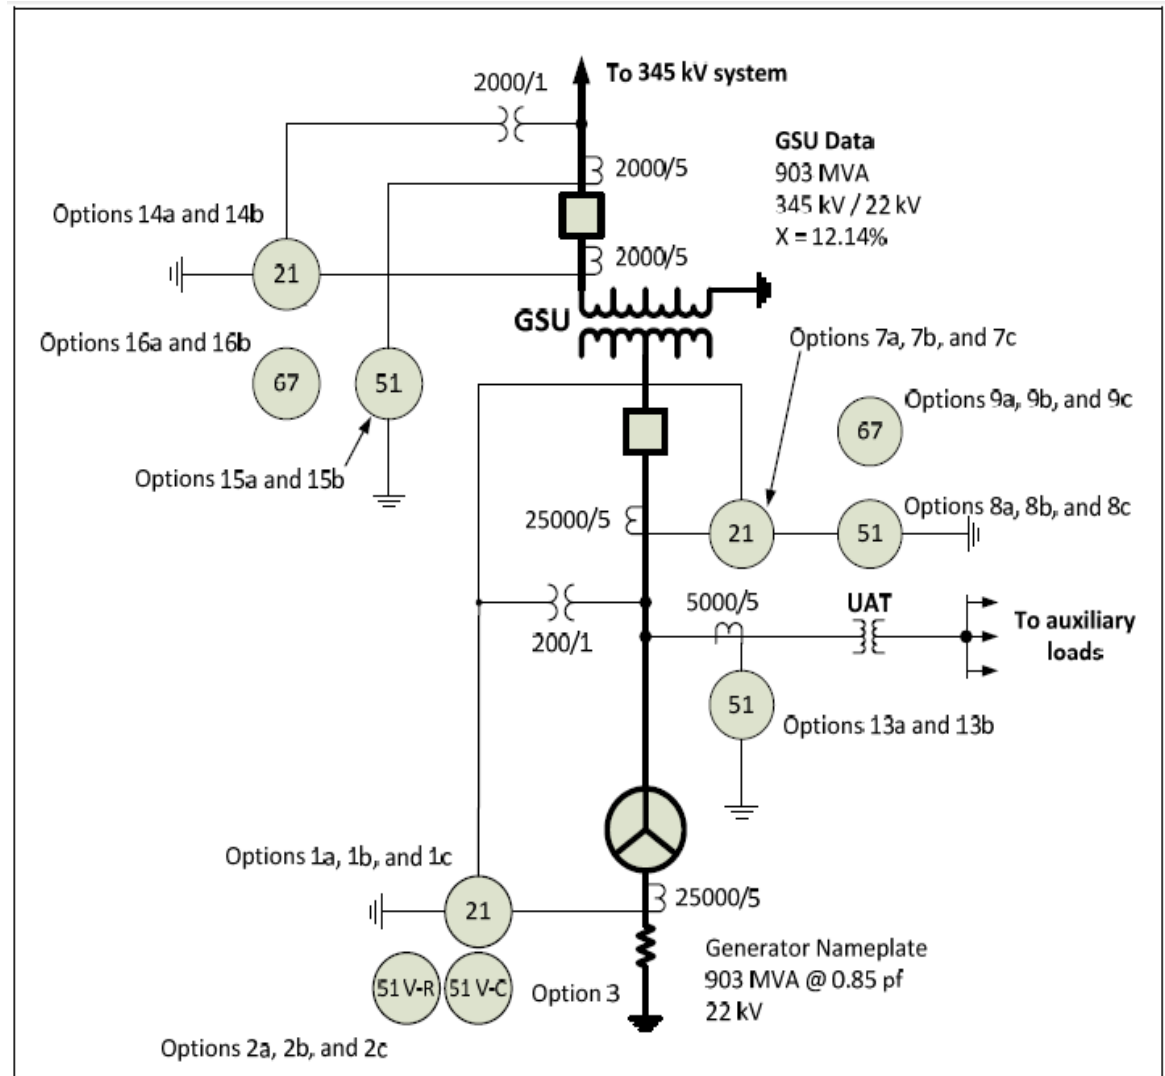 To 345 kV system
2000/1
GSU Data
903 MVA
345 kV / 22 kV
X = 12.14%
2000/5
Options 14a and 14b
2000/5
21
GSU
Options 16a and 16b
Options 7a, 7b, and 7c
67
51
Options 9a, 9b, and 9c
67
Options 15a and 15b
Options 8a, 8b, and 8c
25000/5
21
51
5000/5
UAT
To auxiliary
loads
200/1
51
Options 13a and 13b
Options 1a, 1b, and 1c
21
25000/5
Generator Nameplate
903 MVA @ 0.85 pf
22 kV
51 V-R
51 V-C
Option 3
Options 2a, 2b, and 2c